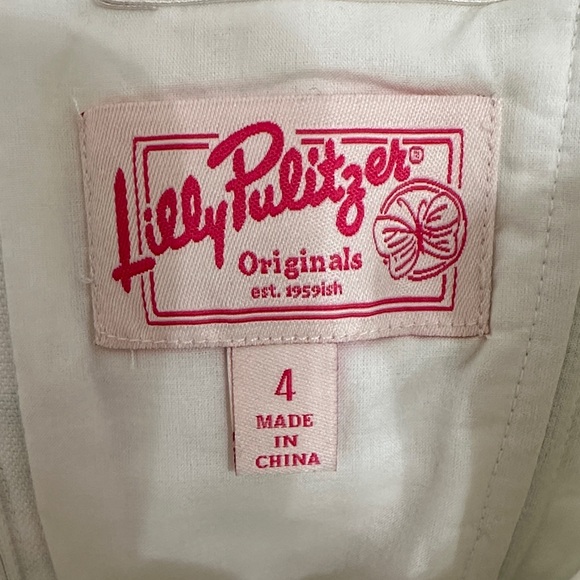 Lilly Pulitzer®
Originals
est. 1959ish
4
MADE
IN
CHINA